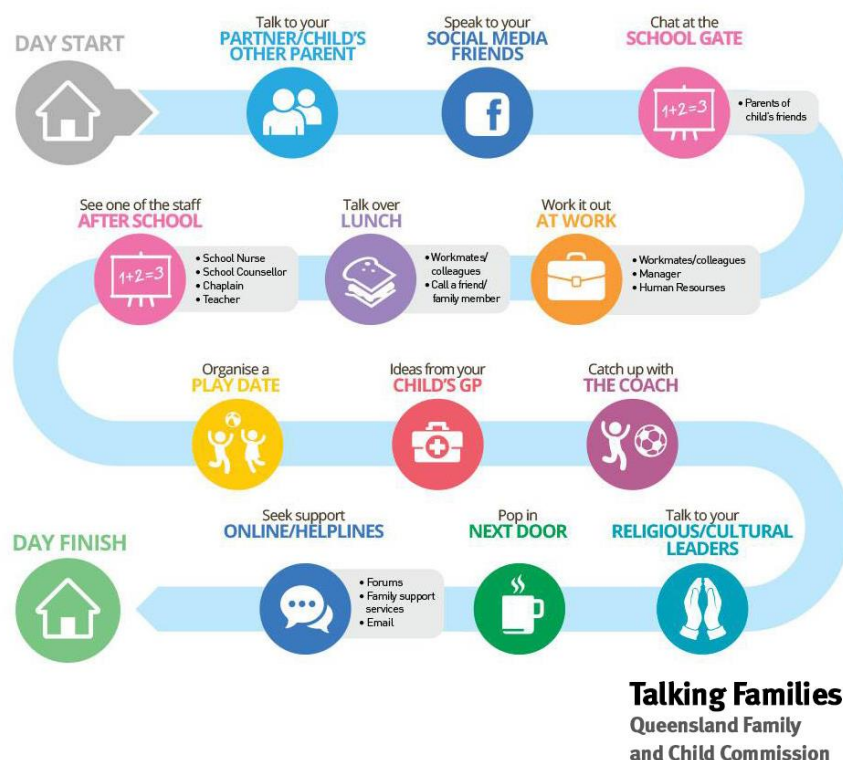 DAY START
Talk to your
PARTNER/CHILD'S
OTHER PARENT
Speak to your
SOCIAL MEDIA
FRIENDS
f
Chat at the
SCHOOL GATE
1+2=3
• Parents of
child's friends
Work it out
AT WORK
• Workmates/colleagues
• Manager
• Human Resourses
Talk over
LUNCH
• Workmates/
colleagues
• Call a friend/
family member
See one of the staff
AFTER SCHOOL
1+2=3
• School Nurse
• School Counsellor
• Chaplain
• Teacher
Organise a
PLAY DATE
Ideas from your
CHILD'S GP
Catch up with
THE COACH
Talk to your
RELIGIOUS/CULTURAL
LEADERS
Pop in
NEXT DOOR
Seek support
ONLINE/HELPLINES
• Forums
• Family support
services
• Email
DAY FINISH
Talking Families
Queensland Family
and Child Commission